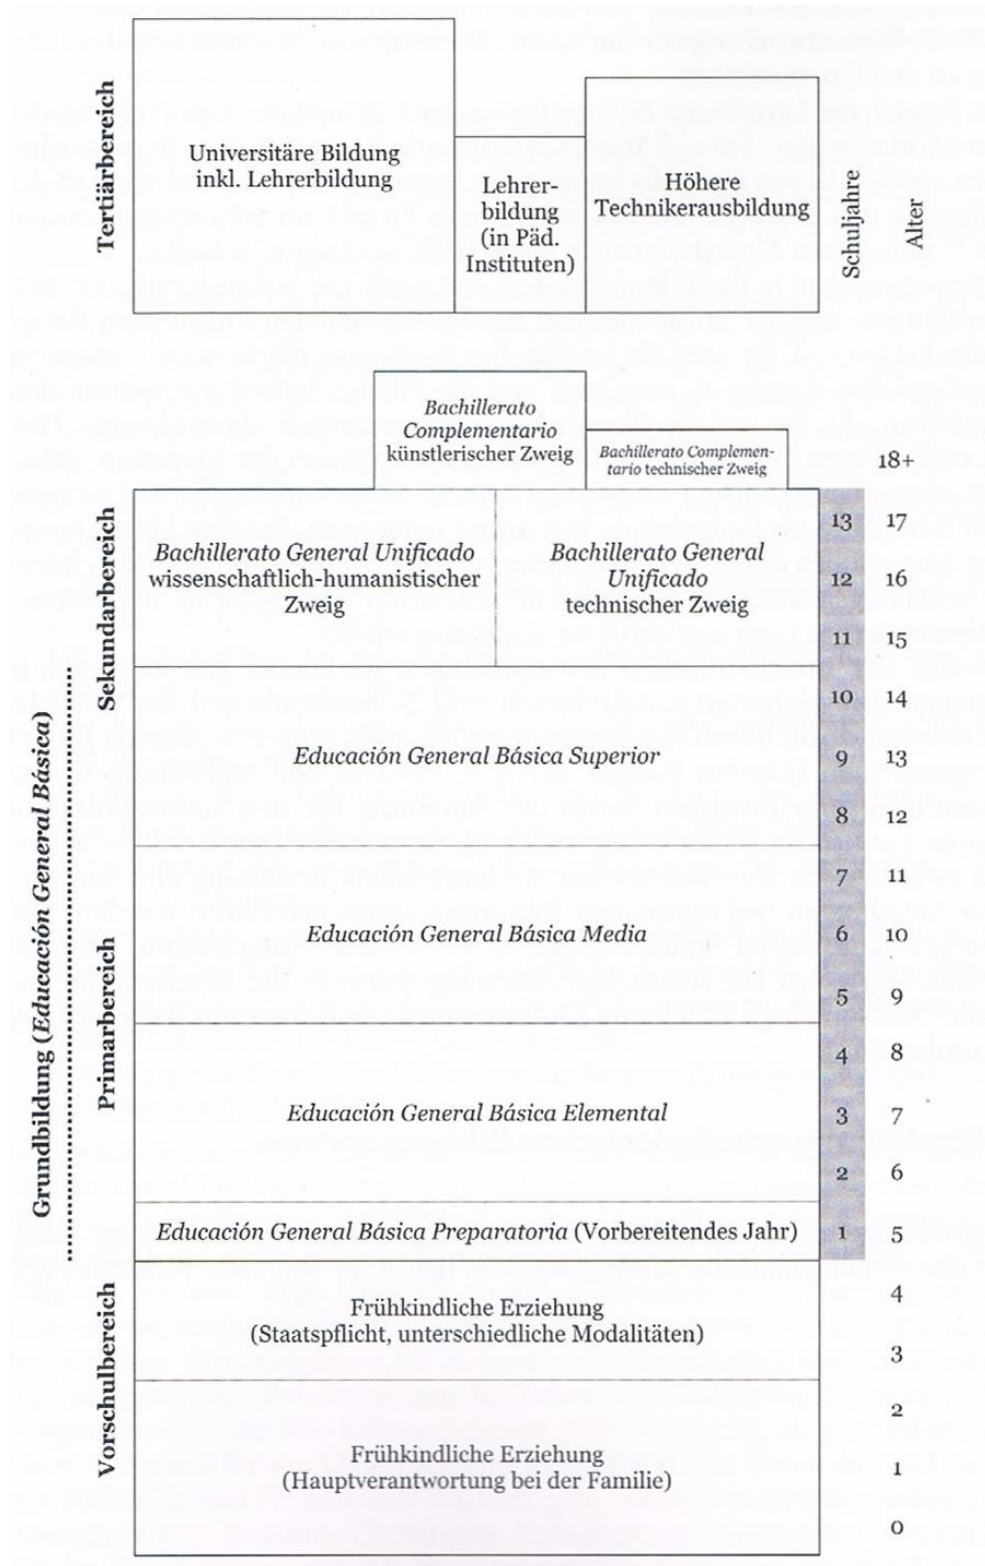 Tertiärbereich
Universitäre Bildung
inkl. Lehrerbildung
Lehrer-
bildung
(in Päd.
Instituten)
Höhere
Technikerausbildung
Schuljahre
Alter
Bachillerato
Complementario
künstlerischer Zweig
Bachillerato Complemen-
tario technischer Zweig
18+
Sekundarbereich
Bachillerato General Unificado
wissenschaftlich-humanistischer
Zweig
Bachillerato General
Unificado
technischer Zweig
13 17
12 16
11 15
10 14
Educación General Básica Superior
9 13
8 12
Grundbildung (Educación General Básica)
Primarbereich
7 11
Educación General Básica Media
6 10
5 9
4 8
Educación General Básica Elemental
3 7
2 6
Educación General Básica Preparatoria (Vorbereitendes Jahr)
1 5
Vorschulbereich
4
Frühkindliche Erziehung
(Staatspflicht, unterschiedliche Modalitäten)
3
2
Frühkindliche Erziehung
(Hauptverantwortung bei der Familie)
1
0